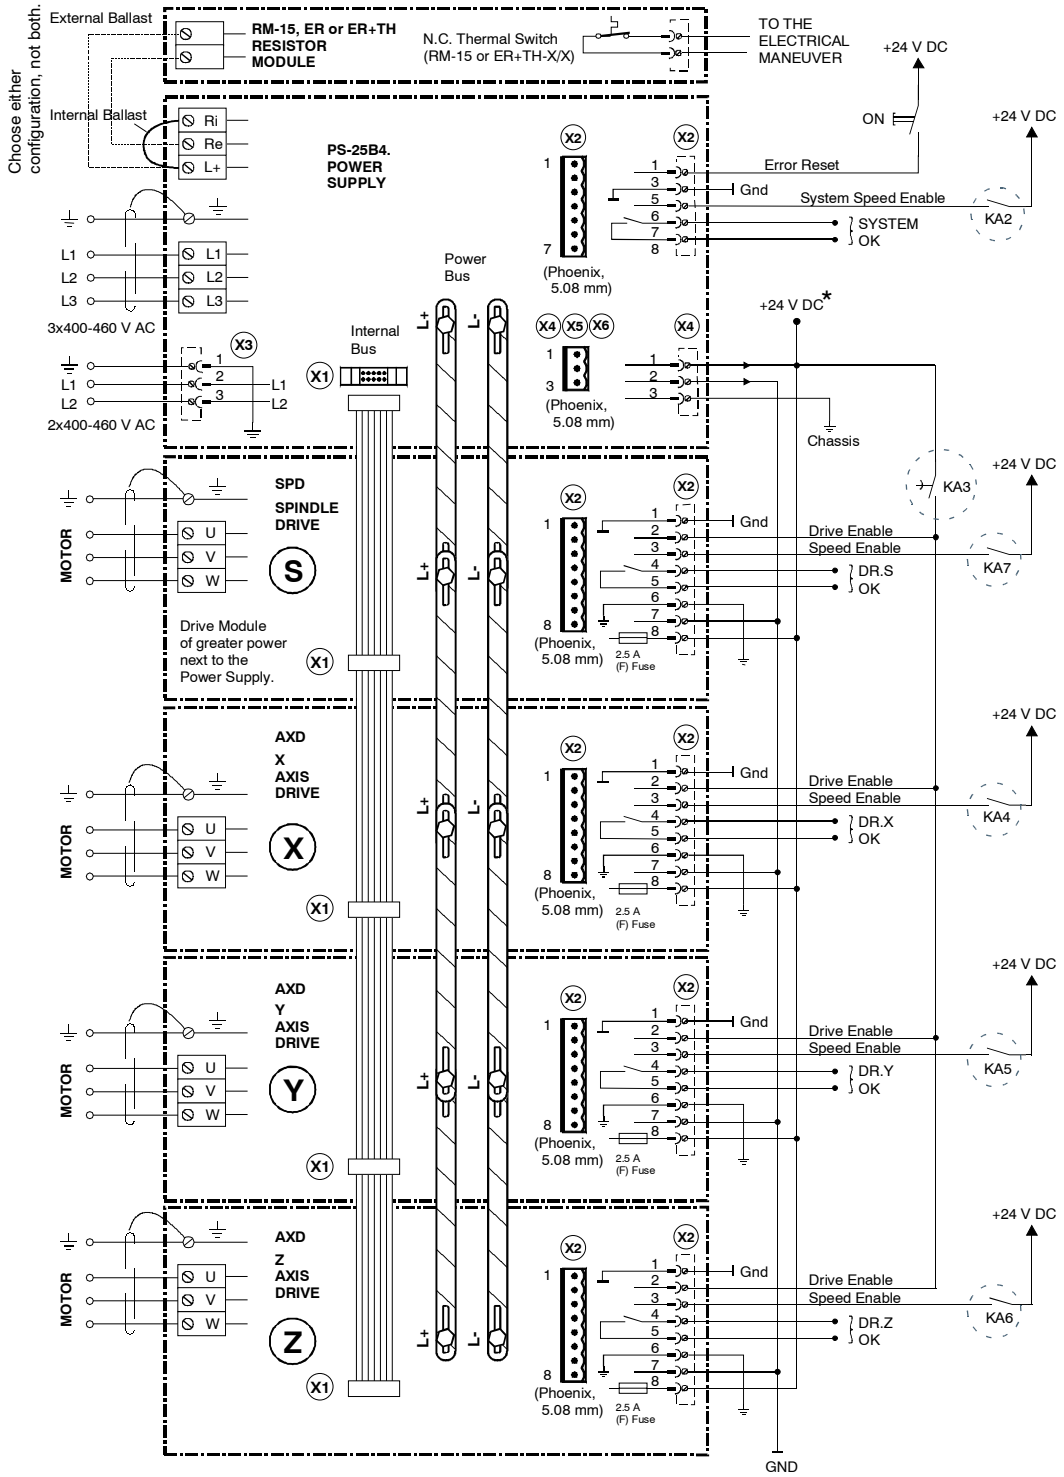 Choose either
configuration, not both.
External Ballast
RM-15, ER or ER+TH
RESISTOR
MODULE
N.C. Thermal Switch
(RM-15 or ER+TH-X/X)
TO THE
ELECTRICAL
MANEUVER
+24 V DC
ON
Internal Ballast
Ri
Re
L+
PS-25B4.
POWER
SUPPLY
X2
1
7
(Phoenix,
5.08 mm)
X2
1
3
5
6
7
8
Error Reset
Gnd
System Speed Enable
SYSTEM
OK
+24 V DC
KA2
L1
L2
L3
L1
L2
L3
3x400-460 V AC
Power
Bus
L+
L-
Internal
Bus
X1
X3
1
2
3
L1
L2
L1
L2
2x400-460 V AC
X4
X5
X6
1
3
(Phoenix,
5.08 mm)
X4
1
2
3
+24 V DC*
Chassis
KA3
SPD
SPINDLE
DRIVE
S
MOTOR
U
V
W
Drive Module
of greater power
next to the
Power Supply.
X1
L+
L-
X2
1
8
(Phoenix,
5.08 mm)
X2
1
2
3
4
5
6
7
8
2.5 A
(F) Fuse
Gnd
Drive Enable
Speed Enable
DR.S
OK
+24 V DC
KA7
AXD
X
AXIS
DRIVE
X
MOTOR
U
V
W
X1
L+
L-
X2
1
8
(Phoenix,
5.08 mm)
X2
1
2
3
4
5
6
7
8
2.5 A
(F) Fuse
Gnd
Drive Enable
Speed Enable
DR.X
OK
+24 V DC
KA4
AXD
Y
AXIS
DRIVE
Y
MOTOR
U
V
W
X1
L+
L-
X2
1
8
(Phoenix,
5.08 mm)
X2
1
2
3
4
5
6
7
8
2.5 A
(F) Fuse
Gnd
Drive Enable
Speed Enable
DR.Y
OK
+24 V DC
KA5
AXD
Z
AXIS
DRIVE
Z
MOTOR
U
V
W
X1
L+
L-
X2
1
8
(Phoenix,
5.08 mm)
X2
1
2
3
4
5
6
7
8
2.5 A
(F) Fuse
Gnd
Drive Enable
Speed Enable
DR.Z
OK
+24 V DC
KA6
GND